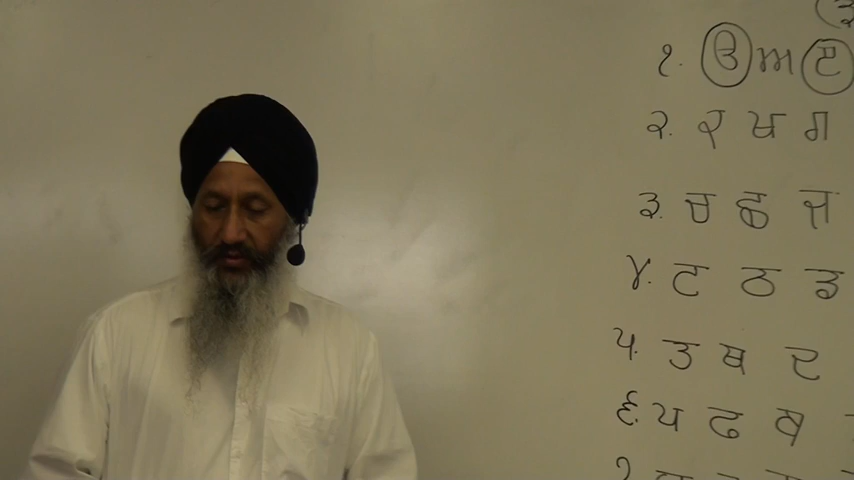 ੧. ੳ ਅ ੲ
੨. ਕ ਖ ਗ
੩. ਚ ਛ ਜ
੪. ਟ ਠ ਡ
੫. ਤ ਥ ਦ
੬. ਪ ਫ ਬ